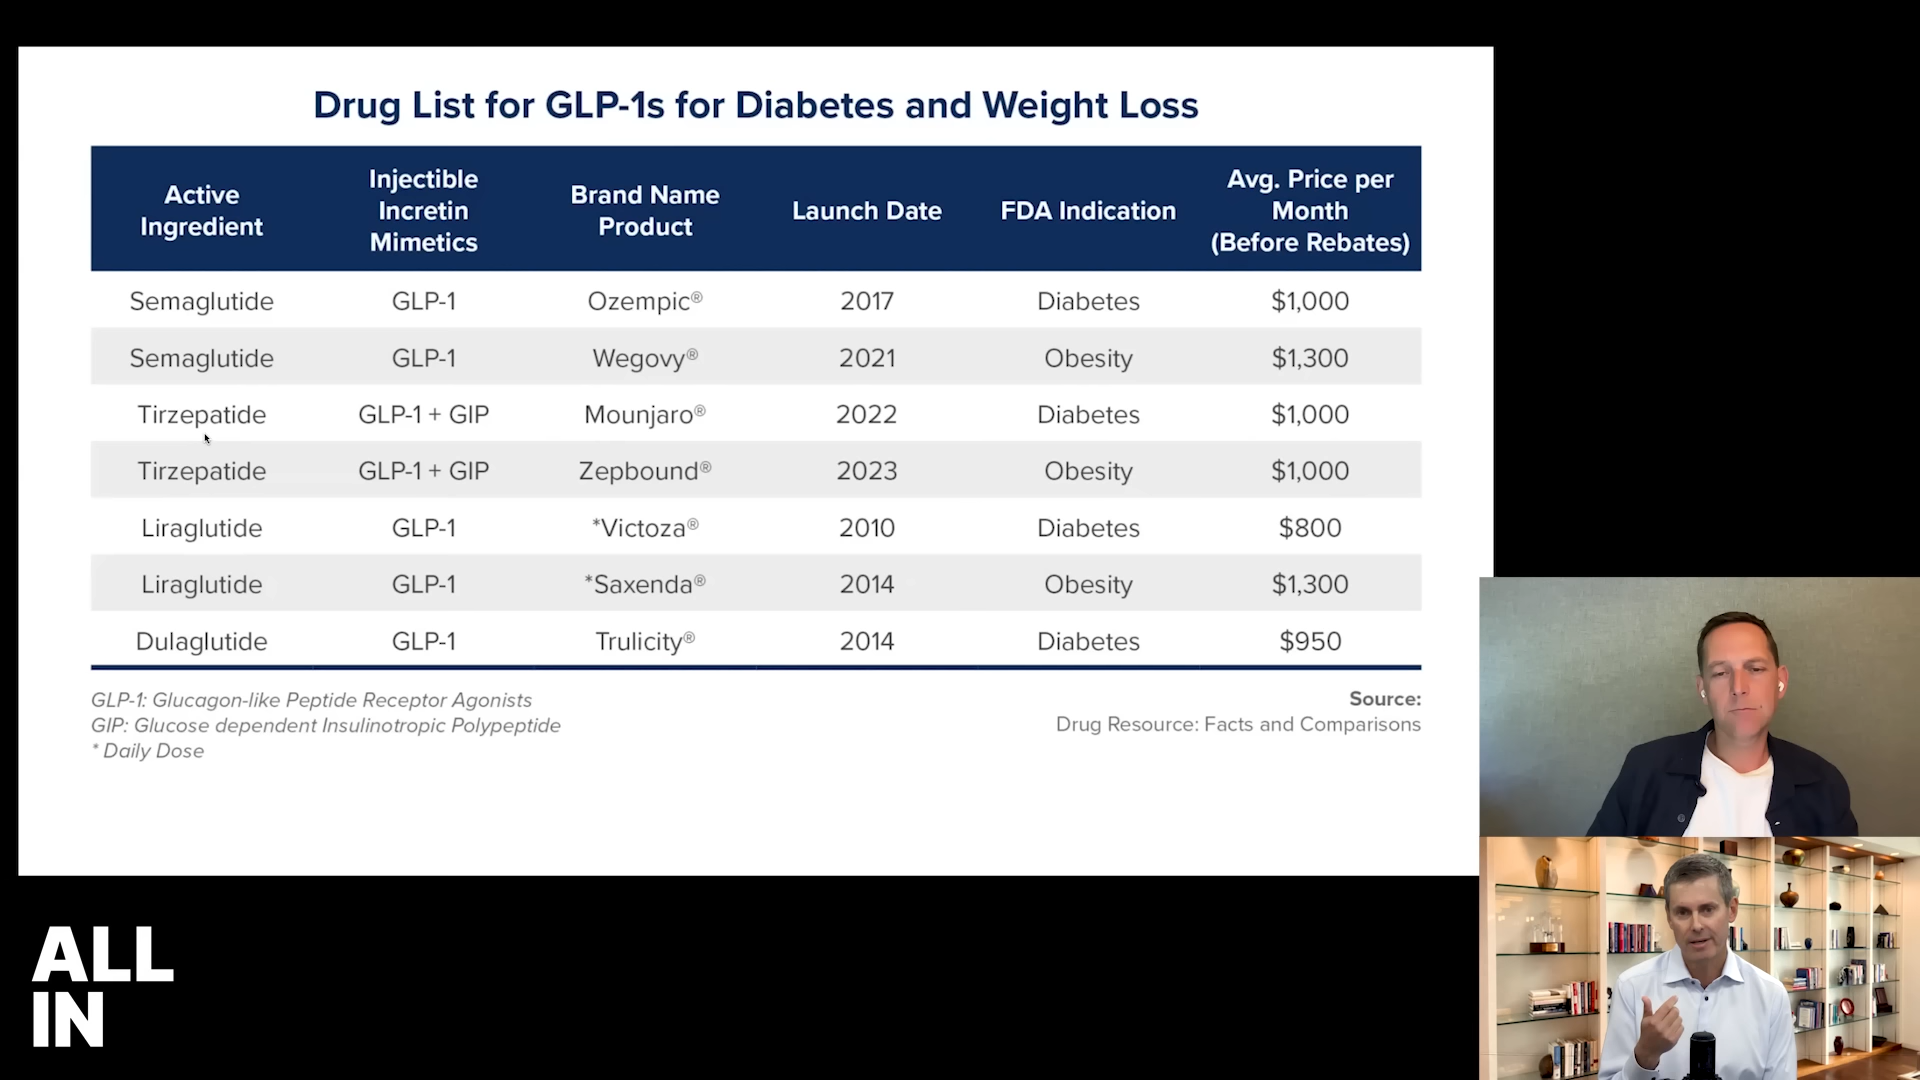 Drug List for GLP-1s for Diabetes and Weight Loss
Active Ingredient | Injectible Incretin Mimetics | Brand Name Product | Launch Date | FDA Indication | Avg. Price per Month (Before Rebates)
Semaglutide GLP-1 Ozempic® 2017 Diabetes $1,000
Semaglutide GLP-1 Wegovy® 2021 Obesity $1,300
Tirzepatide GLP-1 + GIP Mounjaro® 2022 Diabetes $1,000
Tirzepatide GLP-1 + GIP Zepbound® 2023 Obesity $1,000
Liraglutide GLP-1 *Victoza® 2010 Diabetes $800
Liraglutide GLP-1 *Saxenda® 2014 Obesity $1,300
Dulaglutide GLP-1 Trulicity® 2014 Diabetes $950
GLP-1: Glucagon-like Peptide Receptor Agonists
GIP: Glucose dependent Insulinotropic Polypeptide
* Daily Dose
Source:
Drug Resource: Facts and Comparisons
ALL
IN